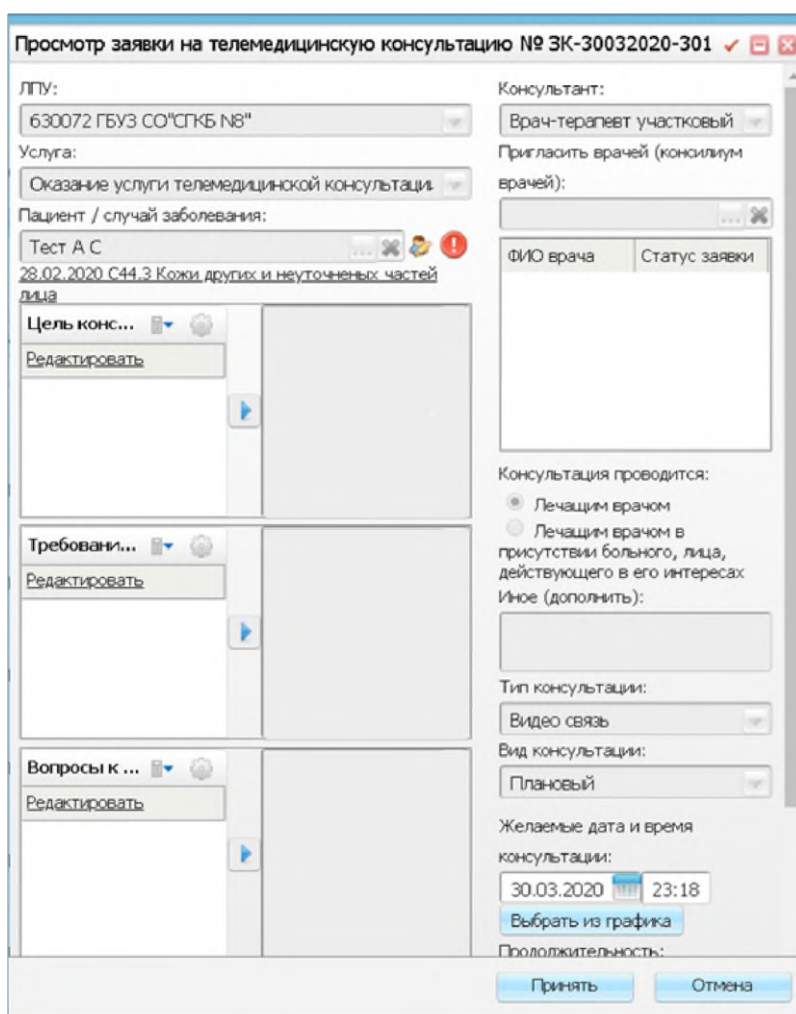 Просмотр заявки на телемедицинскую консультацию № ЗК-30032020-301
ЛПУ:
630072 ГБУЗ СО"СГКБ N8"
Услуга:
Оказание услуги телемедицинской консультаци
Пациент / случай заболевания:
Тест А С
...
28.02.2020 C44.3 Кожи других и неуточненых частей
лица
Цель конс...
Редактировать
Требовани...
Редактировать
Вопросы к ...
Редактировать
Консультант:
Врач-терапевт участковый
Пригласить врачей (консилиум
врачей):
...
ФИО врача Статус заявки
Консультация проводится:
Лечащим врачом
Лечащим врачом в
присутствии больного, лица,
действующего в его интересах
Иное (дополнить):
Тип консультации:
Видео связь
Вид консультации:
Плановый
Желаемые дата и время
консультации:
30.03.2020 23:18
Выбрать из графика
Продолжительность:
Принять Отмена